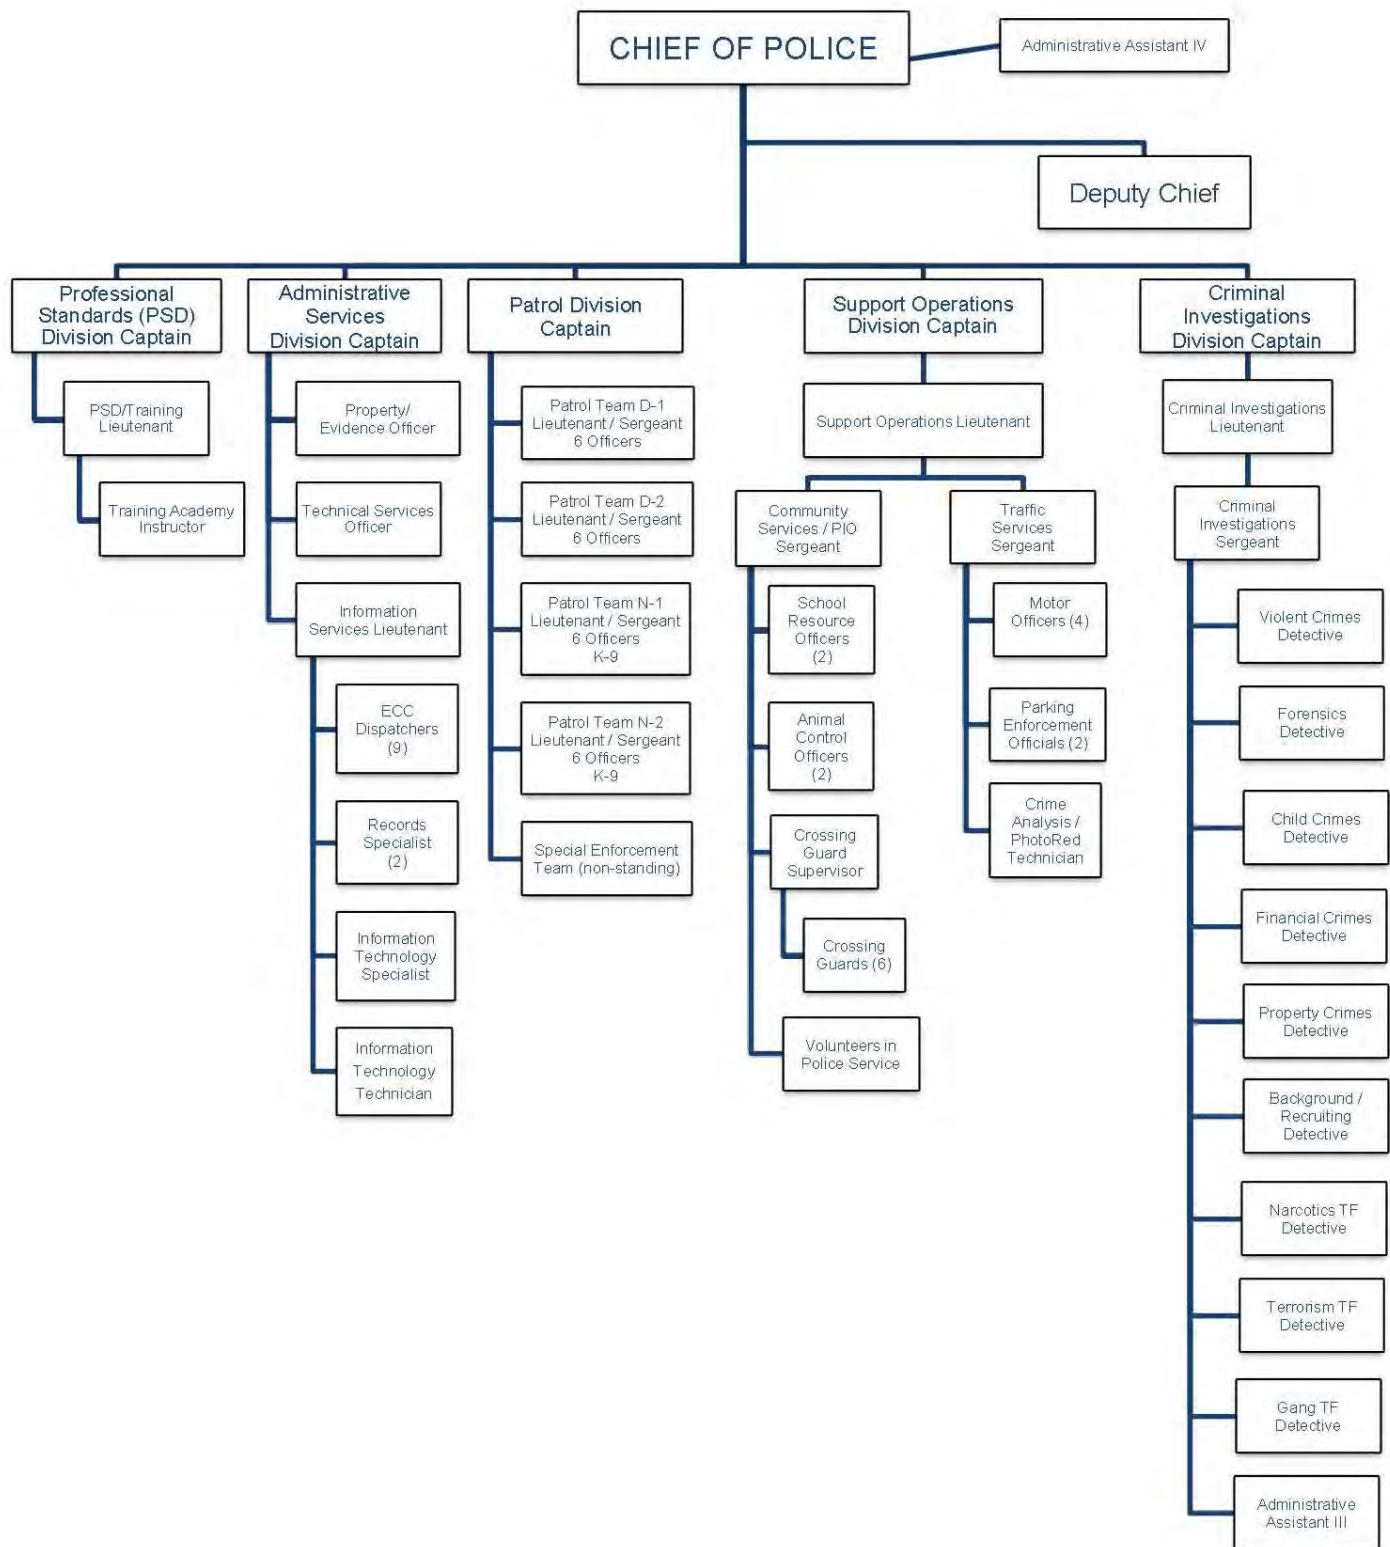 CHIEF OF POLICE
Administrative Assistant IV
Deputy Chief
Professional
Standards (PSD)
Division Captain
PSD/Training
Lieutenant
Training Academy
Instructor
Administrative
Services
Division Captain
Property/
Evidence Officer
Technical Services
Officer
Information
Services Lieutenant
ECC
Dispatchers
(9)
Records
Specialist
(2)
Information
Technology
Specialist
Information
Technology
Technician
Patrol Division
Captain
Patrol Team D-1
Lieutenant / Sergeant
6 Officers
Patrol Team D-2
Lieutenant / Sergeant
6 Officers
Patrol Team N-1
Lieutenant / Sergeant
6 Officers
K-9
Patrol Team N-2
Lieutenant / Sergeant
6 Officers
K-9
Special Enforcement
Team (non-standing)
Support Operations
Division Captain
Support Operations Lieutenant
Community
Services / PIO
Sergeant
School
Resource
Officers
(2)
Animal
Control
Officers
(2)
Crossing
Guard
Supervisor
Crossing
Guards (6)
Volunteers in
Police Service
Traffic
Services
Sergeant
Motor
Officers (4)
Parking
Enforcement
Officials (2)
Crime
Analysis /
PhotoRed
Technician
Criminal
Investigations
Division Captain
Criminal Investigations
Lieutenant
Criminal
Investigations
Sergeant
Violent Crimes
Detective
Forensics
Detective
Child Crimes
Detective
Financial Crimes
Detective
Property Crimes
Detective
Background /
Recruiting
Detective
Narcotics TF
Detective
Terrorism TF
Detective
Gang TF
Detective
Administrative
Assistant III